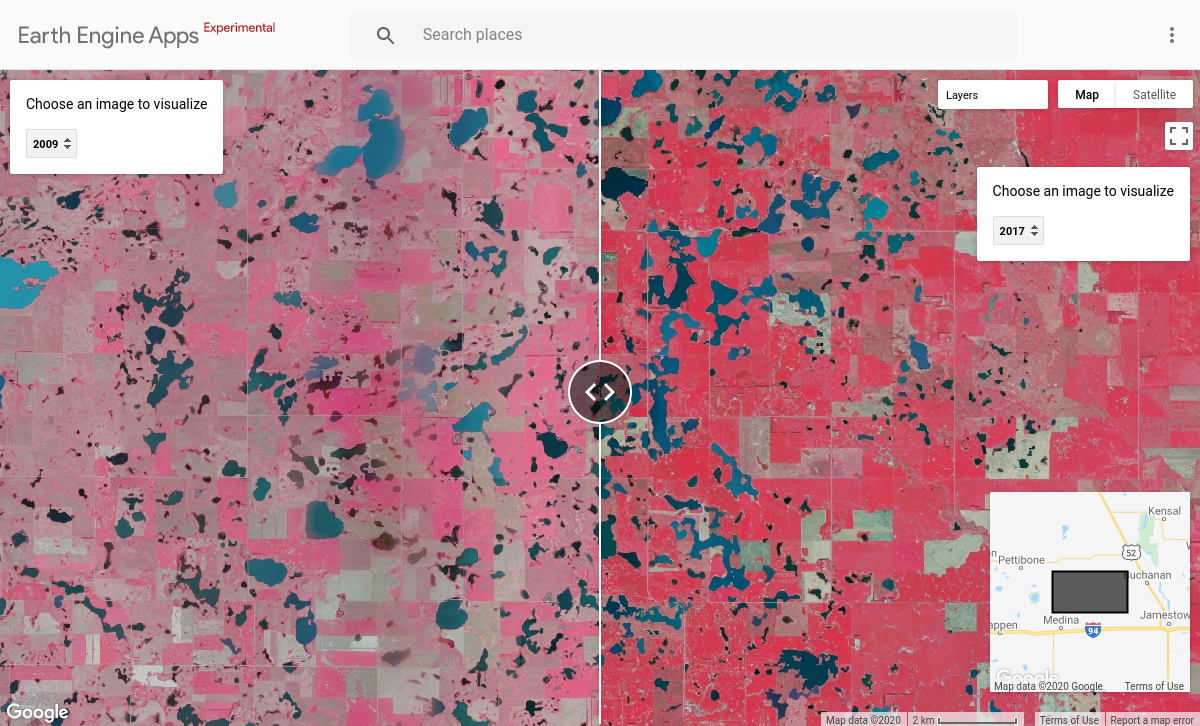 Earth Engine Apps Experimental
Search places
Choose an image to visualize
2009
Layers
Map
Satellite
Choose an image to visualize
2017
Kensal
52
Pettibone
Buchanan
Jamestow
Medina
appen
94
Google
Map data ©2020 Google
Terms of Use
Google
Map data ©2020
2 km
Terms of Use
Report a map error